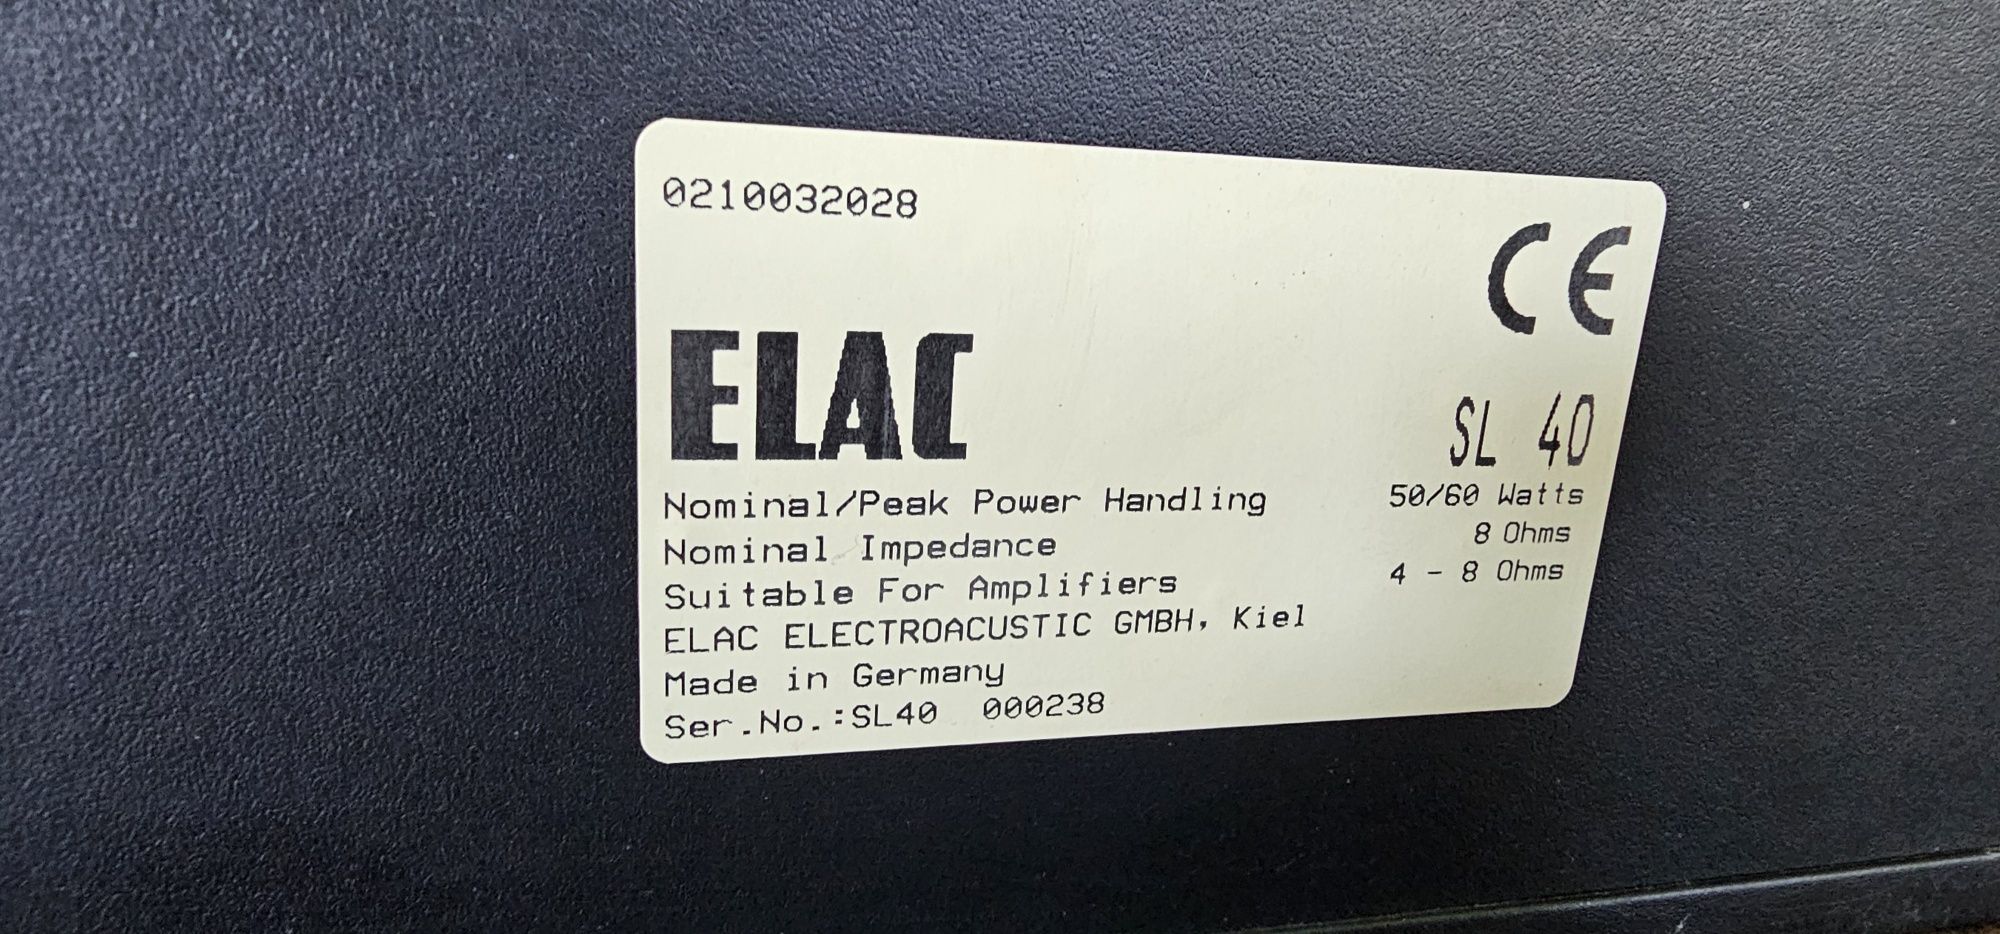 0210032028
CE
ELAC
SL 40
Nominal/Peak Power Handling 50/60 Watts
Nominal Impedance 8 Ohms
Suitable For Amplifiers 4 - 8 Ohms
ELAC ELECTROACUSTIC GMBH, Kiel
Made in Germany
Ser.No.:SL40 000238